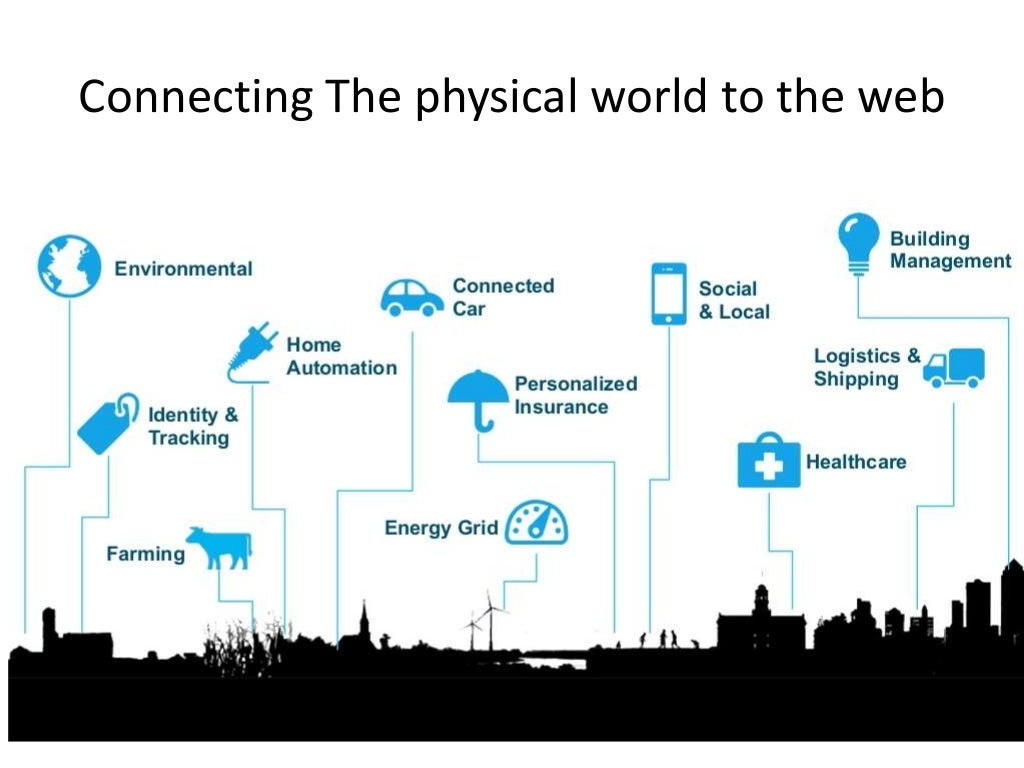 Connecting The physical world to the web
Environmental
Identity &
Tracking
Farming
Home
Automation
Connected
Car
Personalized
Insurance
Energy Grid
Social
& Local
Building
Management
Logistics &
Shipping
Healthcare